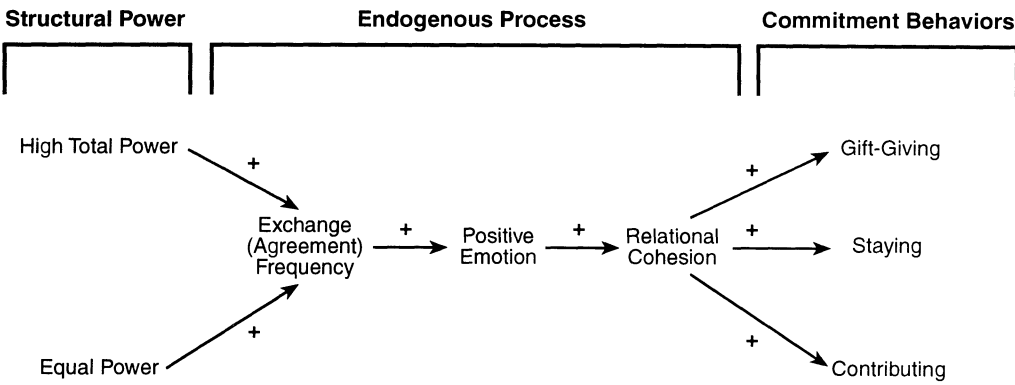 Structural Power
Endogenous Process
Commitment Behaviors
High Total Power
+
+
Gift-Giving
Exchange
(Agreement)
Frequency
+
Positive
Emotion
+
Relational
Cohesion
+
Staying
+
+
Equal Power
Contributing